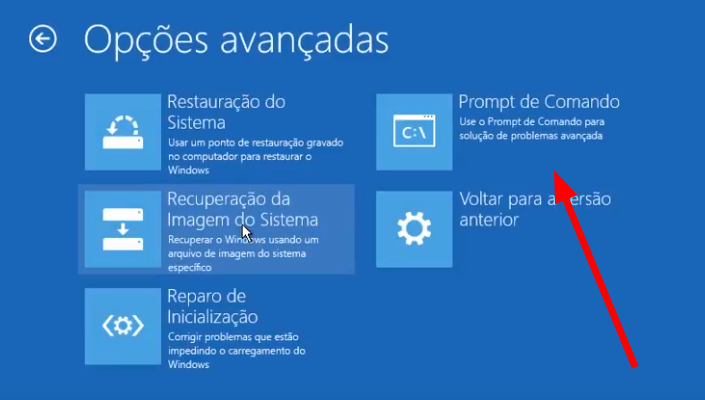 Opções avançadas
Restauração do
Sistema
Usar um ponto de restauração gravado
no computador para restaurar o
Windows
Recuperação da
Imagem do Sistema
Recuperar o Windows usando um
arquivo de imagem do sistema
específico
Reparo de
Inicialização
Corrigir problemas que estão
impedindo o carregamento do
Windows
C:\
Prompt de Comando
Use o Prompt de Comando para
solução de problemas avançada
Voltar para a versão
anterior